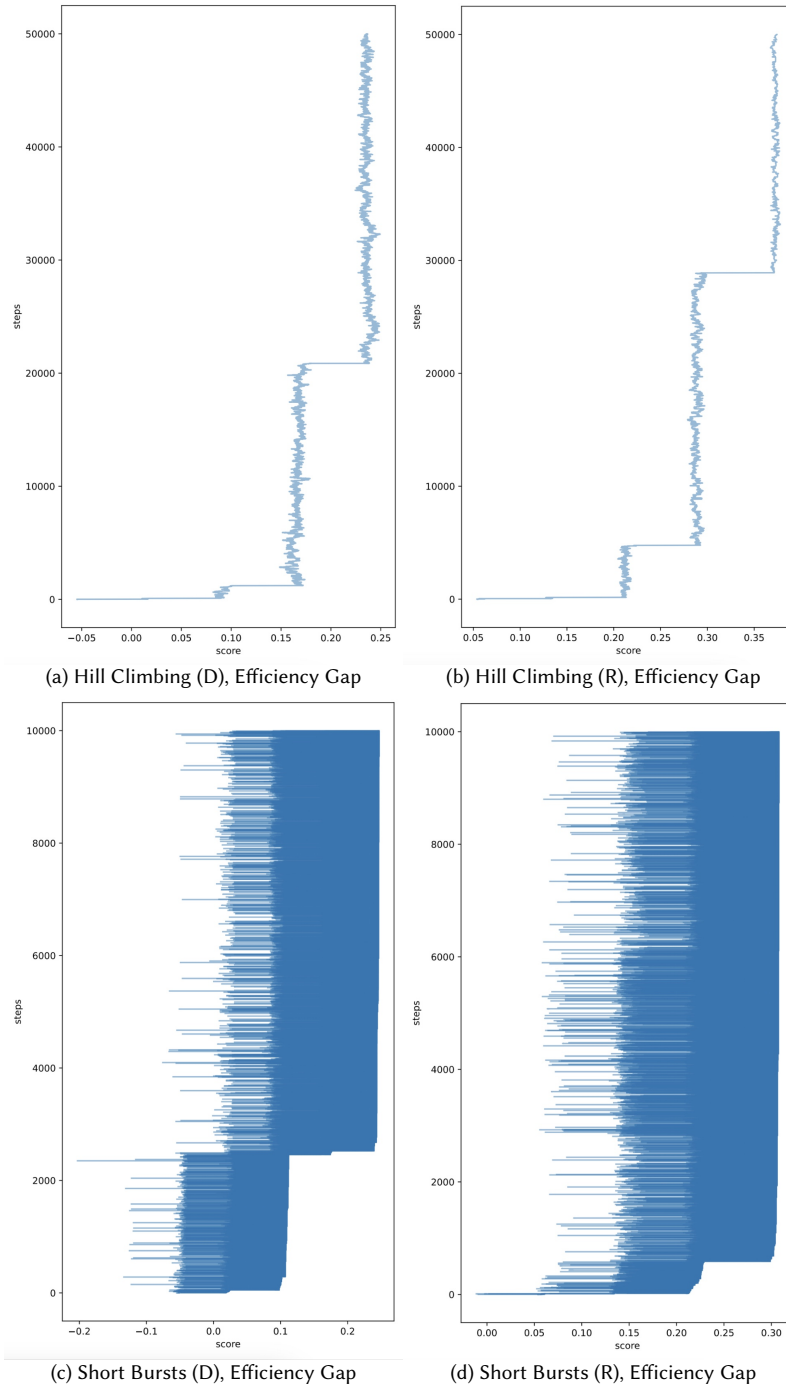 50000
40000
30000
20000
10000
0
steps
−0.05 0.00 0.05 0.10 0.15 0.20 0.25
score
(a) Hill Climbing (D), Efficiency Gap
50000
40000
30000
20000
10000
0
steps
0.05 0.10 0.15 0.20 0.25 0.30 0.35
score
(b) Hill Climbing (R), Efficiency Gap
10000
8000
6000
4000
2000
0
steps
−0.2 −0.1 0.0 0.1 0.2
score
(c) Short Bursts (D), Efficiency Gap
10000
8000
6000
4000
2000
0
steps
0.00 0.05 0.10 0.15 0.20 0.25 0.30
score
(d) Short Bursts (R), Efficiency Gap